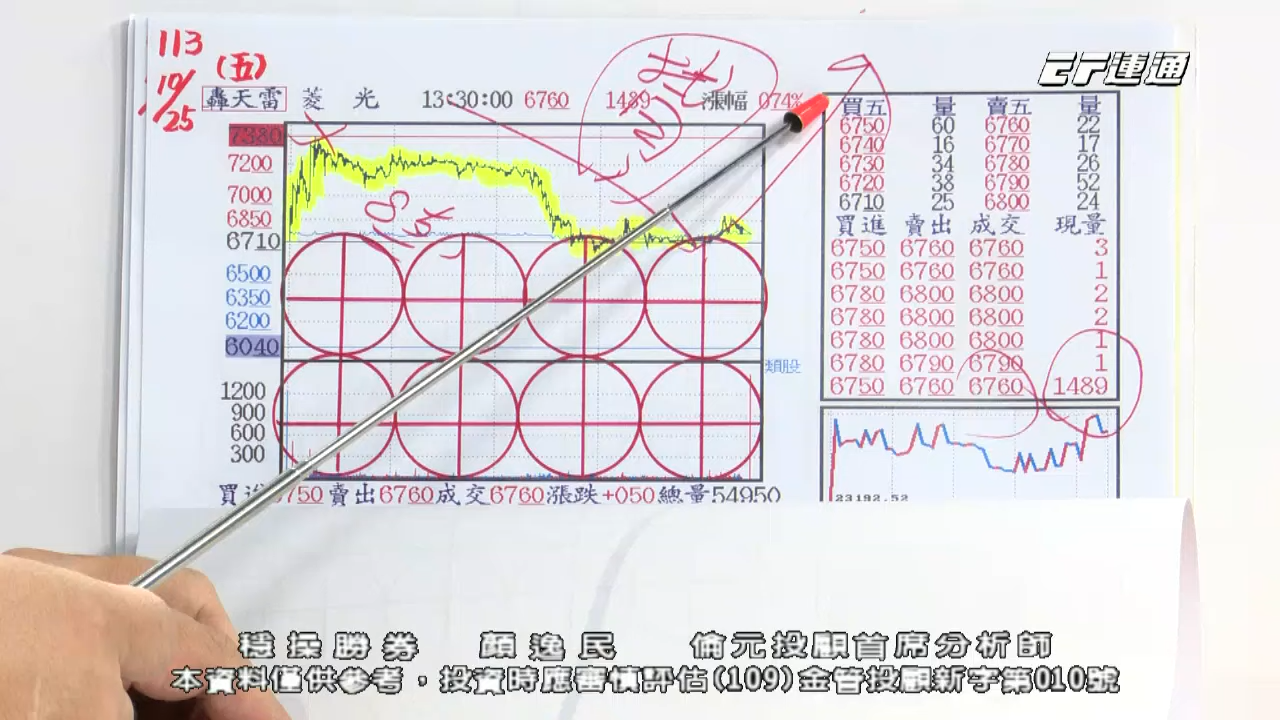 113
10/25
(五)
CT運通
轟天雷 菱光 13:30:00 6760 1489 漲幅 074%
7380
7200
7000
6850
6710
6500
6350
6200
6040
類股
1200
900
600
300
買五 量 賣五 量
6750 60 6760 22
6740 16 6770 17
6730 34 6780 26
6720 38 6790 52
6710 25 6800 24
買進 賣出 成交 現量
6750 6760 6760 3
6750 6760 6760 1
6780 6800 6800 2
6780 6800 6800 2
6780 6800 6800 1
6780 6790 6790 1
6750 6760 6760 1489
23192.52
買進6750賣出6760成交6760漲跌+050總量54950
穩操勝券 顏逸民 倫元投顧首席分析師
本資料僅供參考，投資時應審慎評估(109)金管投顧新字第010號